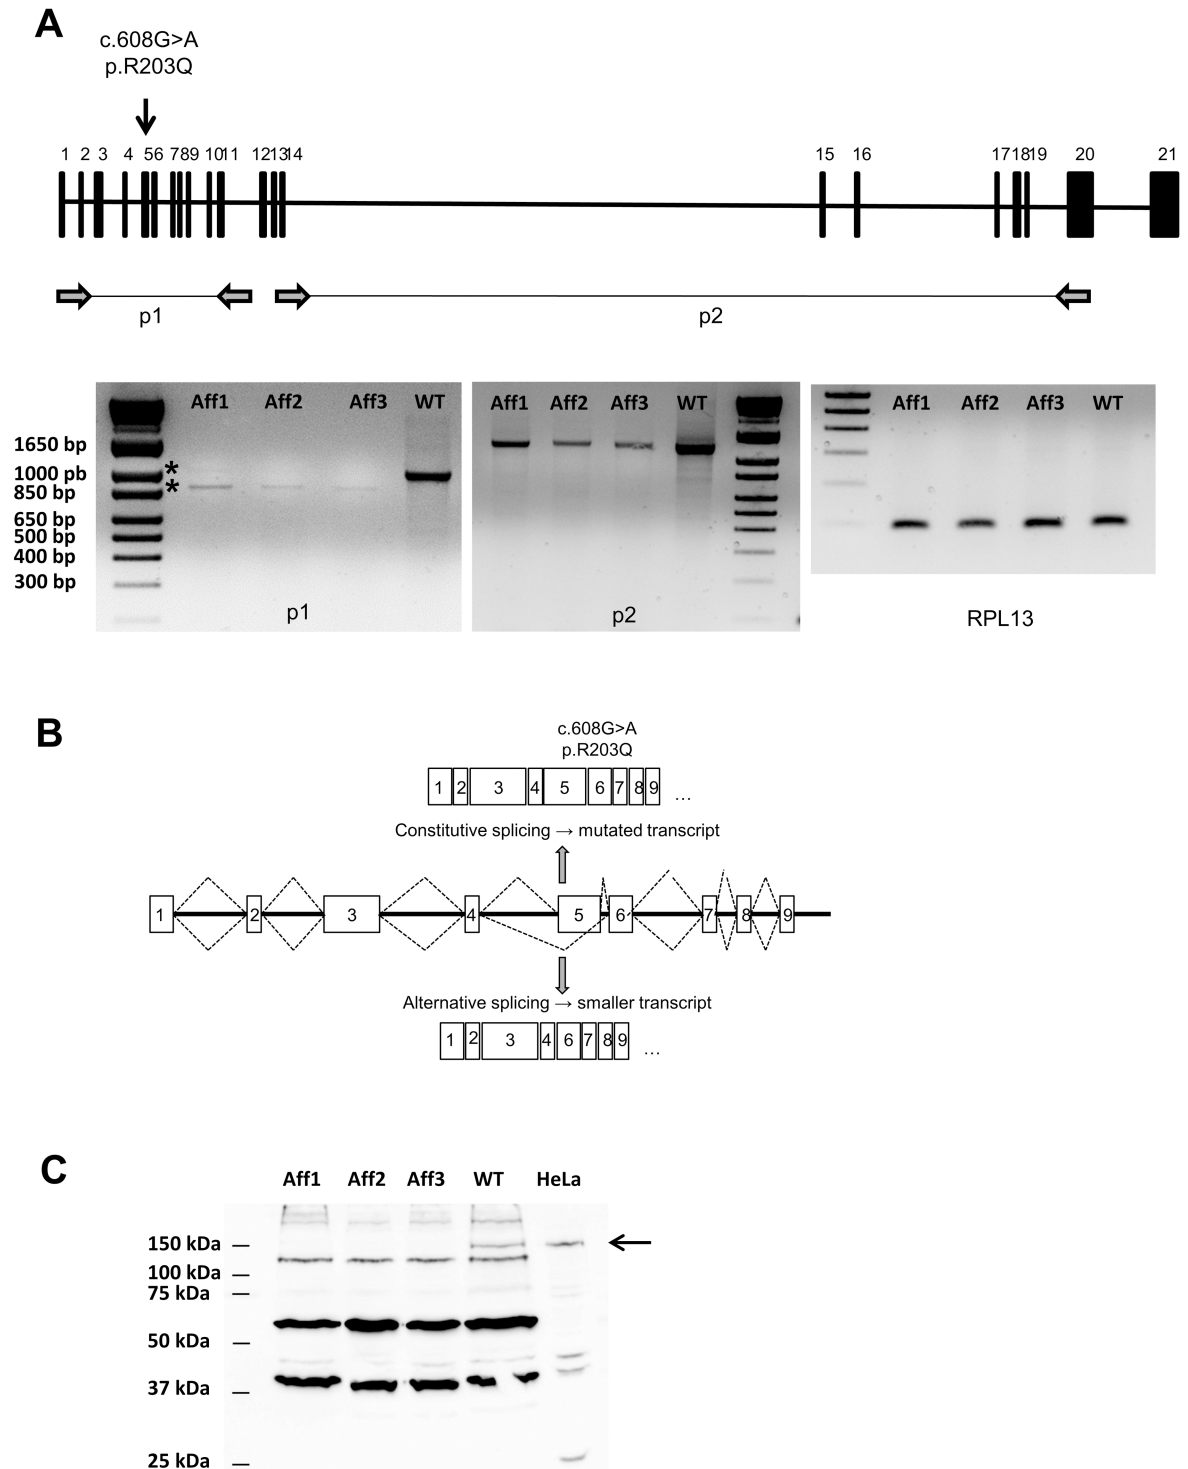 A
c.608G>A
p.R203Q
1 2 3 4 56 789 1011 121314 15 16 171819 20 21
p1 p2
Aff1 Aff2 Aff3 WT
Aff1 Aff2 Aff3 WT
Aff1 Aff2 Aff3 WT
1650 bp
1000 pb *
850 bp *
650 bp
500 bp
400 bp
300 bp
p1 p2 RPL13
B
c.608G>A
p.R203Q
1 2 3 4 5 6 7 8 9 ...
Constitutive splicing → mutated transcript
1 2 3 4 5 6 7 8 9
Alternative splicing → smaller transcript
1 2 3 4 6 7 8 9 ...
C
Aff1 Aff2 Aff3 WT HeLa
150 kDa
100 kDa
75 kDa
50 kDa
37 kDa
25 kDa